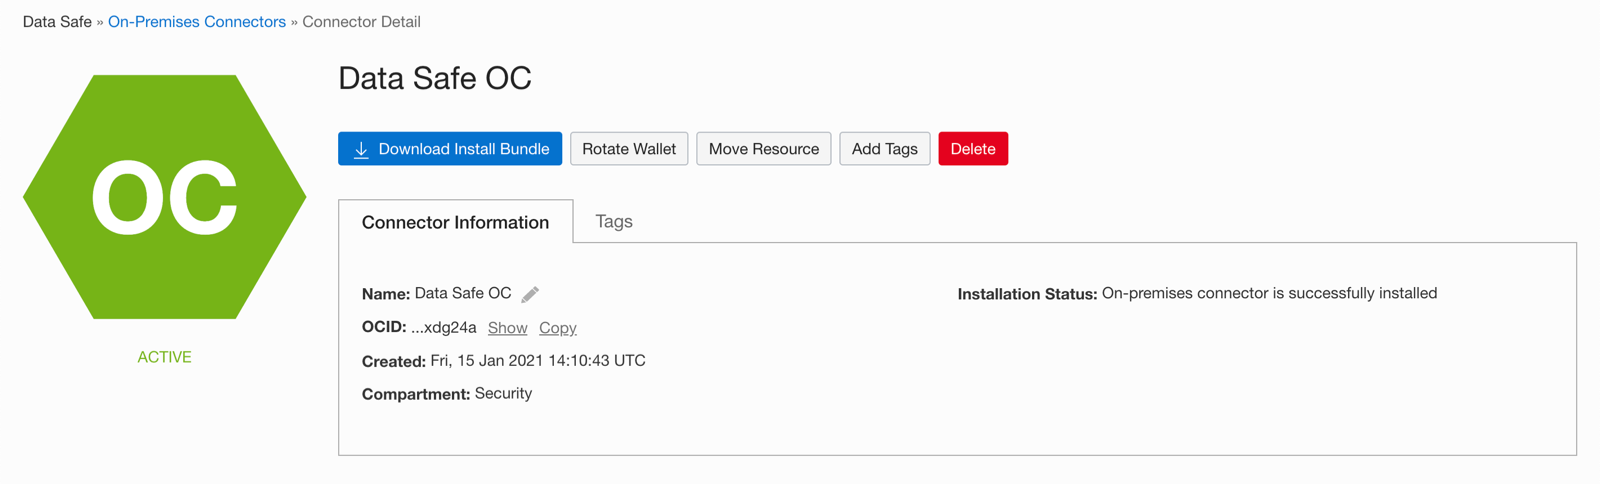 Data Safe » On-Premises Connectors » Connector Detail
OC
ACTIVE
Data Safe OC
Download Install Bundle Rotate Wallet Move Resource Add Tags Delete
Connector Information Tags
Name: Data Safe OC
OCID: ...xdg24a Show Copy
Created: Fri, 15 Jan 2021 14:10:43 UTC
Compartment: Security
Installation Status: On-premises connector is successfully installed